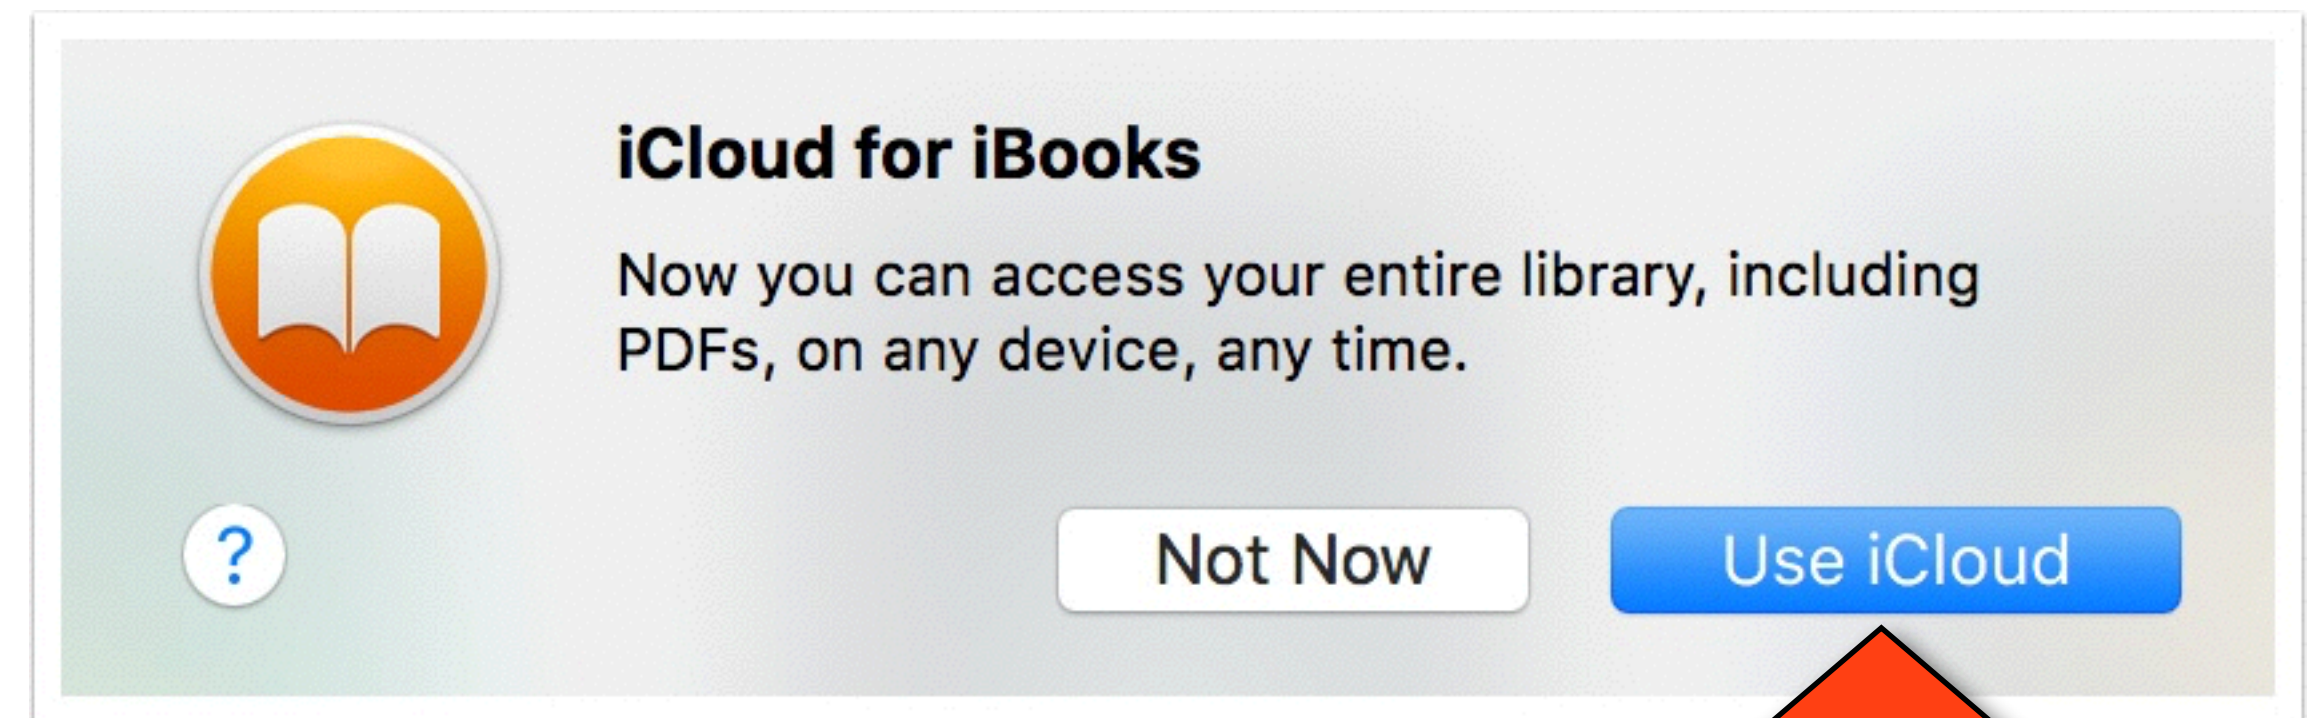 iCloud for iBooks
Now you can access your entire library, including
PDFs, on any device, any time.
?
Not Now
Use iCloud